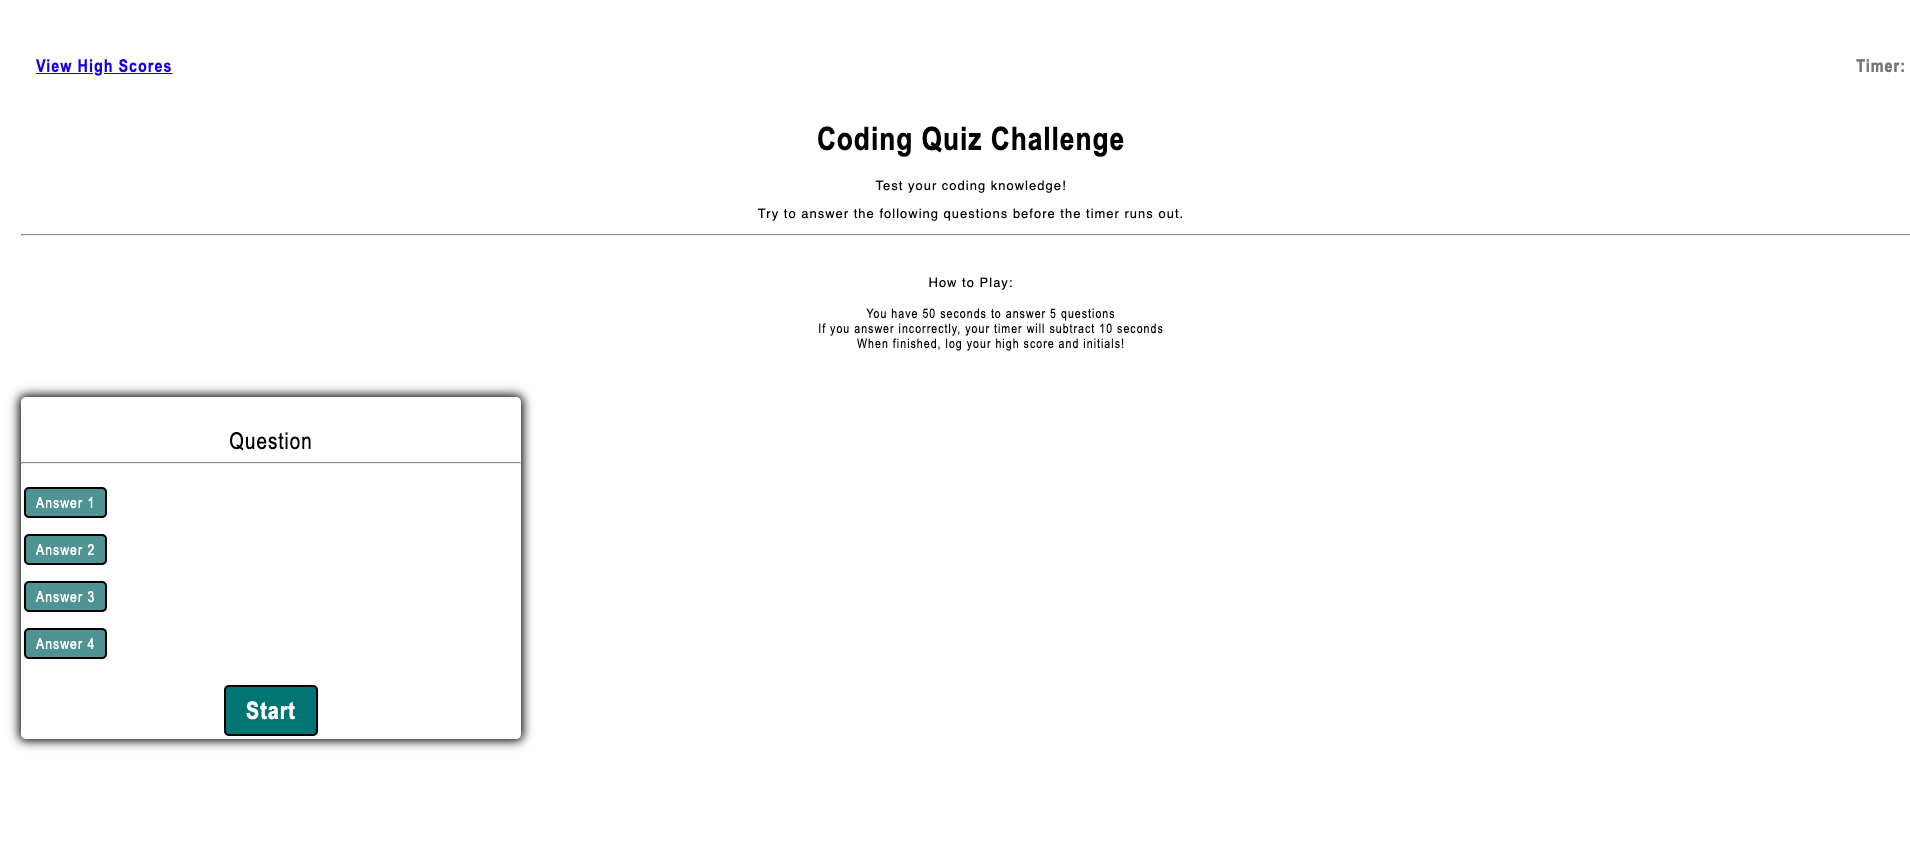 View High Scores
Timer:
Coding Quiz Challenge
Test your coding knowledge!
Try to answer the following questions before the timer runs out.
How to Play:
You have 50 seconds to answer 5 questions
If you answer incorrectly, your timer will subtract 10 seconds
When finished, log your high score and initials!
Question
Answer 1
Answer 2
Answer 3
Answer 4
Start